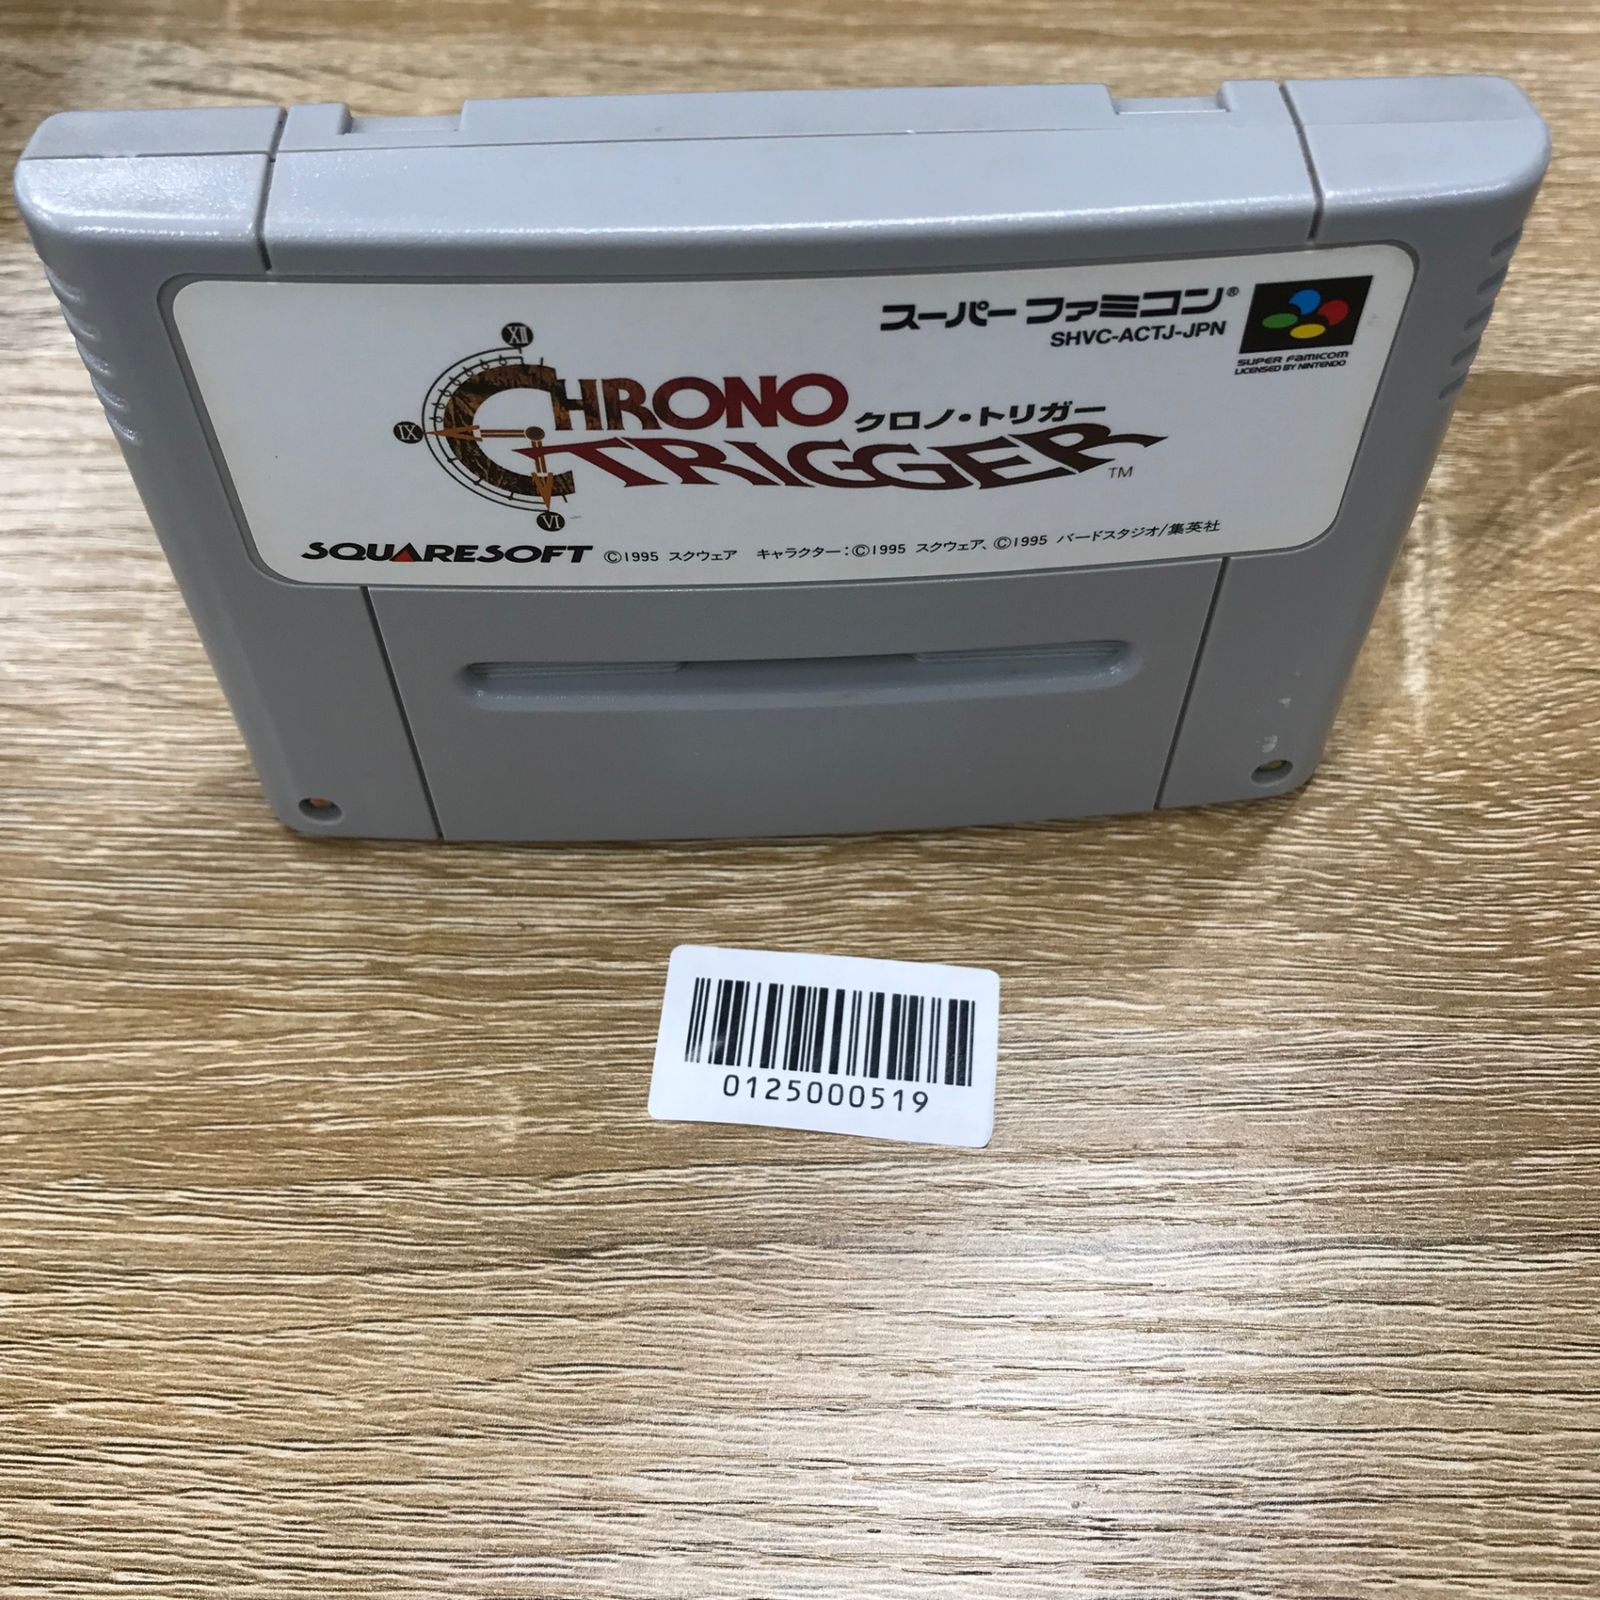 スーパーファミコン®
SHVC-ACTJ-JPN
SUPER FAMICOM
LICENSED BY NINTENDO
XII
IX
VI
CHRONO
クロノ・トリガー
TRIGGER™
SQUARESOFT ©1995 スクウェア キャラクター:©1995 スクウェア、©1995 バードスタジオ/集英社
0125000519